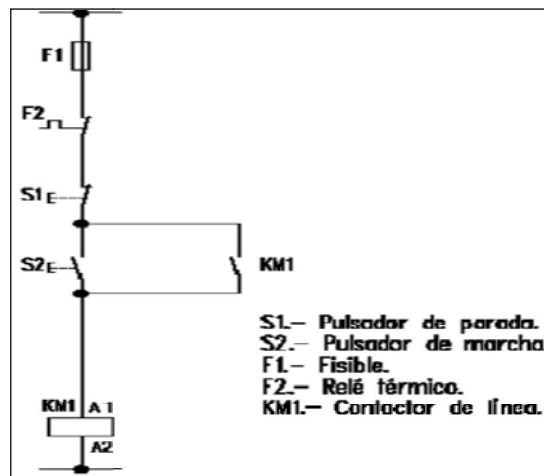 F1
F2
S1
S2 KM1
S1.- Pulsador de parada.
S2.- Pulsador de marcha.
F1.- Fisible.
F2.- Relé térmico.
KM1.- Contactor de línea.
KM1 A1
A2